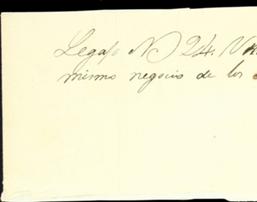 Legajo N 24.
mismo negocio de los